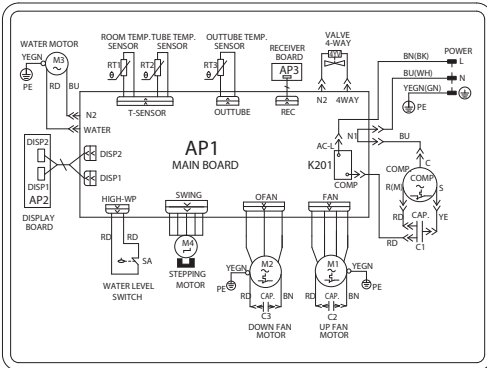 ROOM TEMP. SENSOR
TUBE TEMP. SENSOR
OUTTUBE TEMP. SENSOR
RECEIVER BOARD
VALVE 4-WAY
4YV
POWER
WATER MOTOR
YEGN
M3
PE
RD
BU
RT1
RT2
RT3
θ
θ
θ
AP3
BN(BK)
L
BU(WH)
N
YEGN(GN)
PE
T-SENSOR
OUTTUBE
REC
N2
4WAY
N2
WATER
N1
AC-L
BU
DISP2
DISP1
AP2
DISPLAY BOARD
DISP2
DISP1
AP1
MAIN BOARD
K201
COMP
C
COMP.
COMP
R(M)
S
RD
CAP.
YE
C1
RD
HIGH-WP
SWING
OFAN
FAN
RD
RD
SA
WATER LEVEL SWITCH
M4
STEPPING MOTOR
YEGN
M2
PE
RD
CAP.
BN
C3
DOWN FAN MOTOR
YEGN
M1
PE
RD
CAP.
BN
C2
UP FAN MOTOR